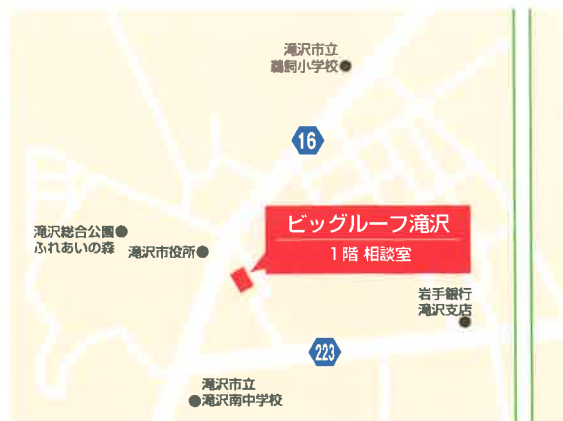 滝沢市立
鵜飼小学校
16
ビッグルーフ滝沢
1階 相談室
滝沢総合公園
ふれあいの森
滝沢市役所
岩手銀行
滝沢支店
223
滝沢市立
滝沢南中学校